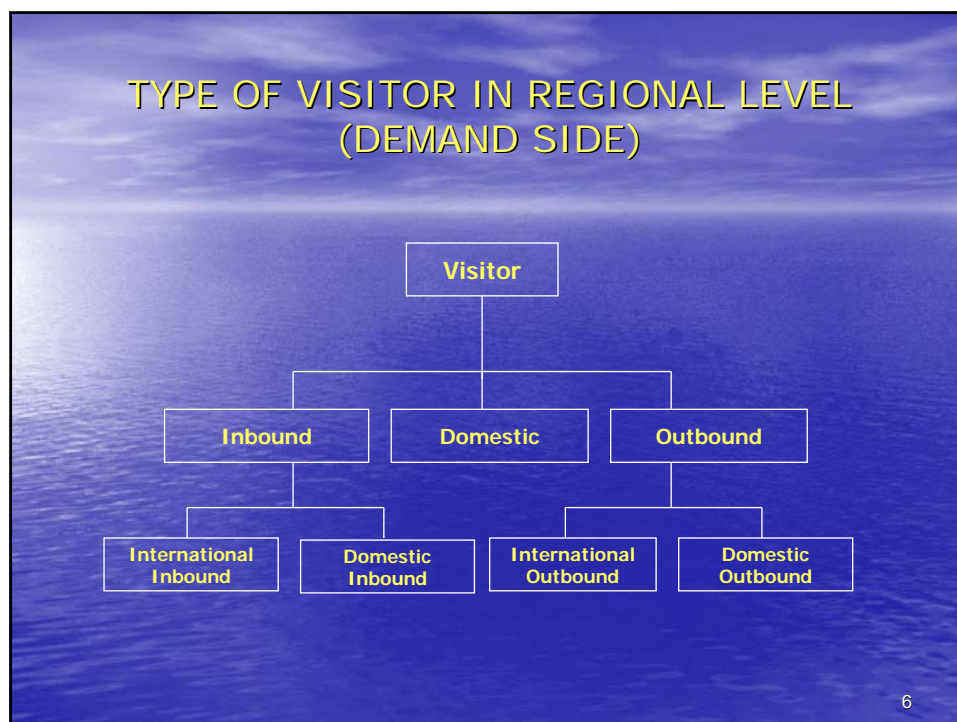 TYPE OF VISITOR IN REGIONAL LEVEL
(DEMAND SIDE)
Visitor
Inbound
Domestic
Outbound
International
Inbound
Domestic
Inbound
International
Outbound
Domestic
Outbound
6